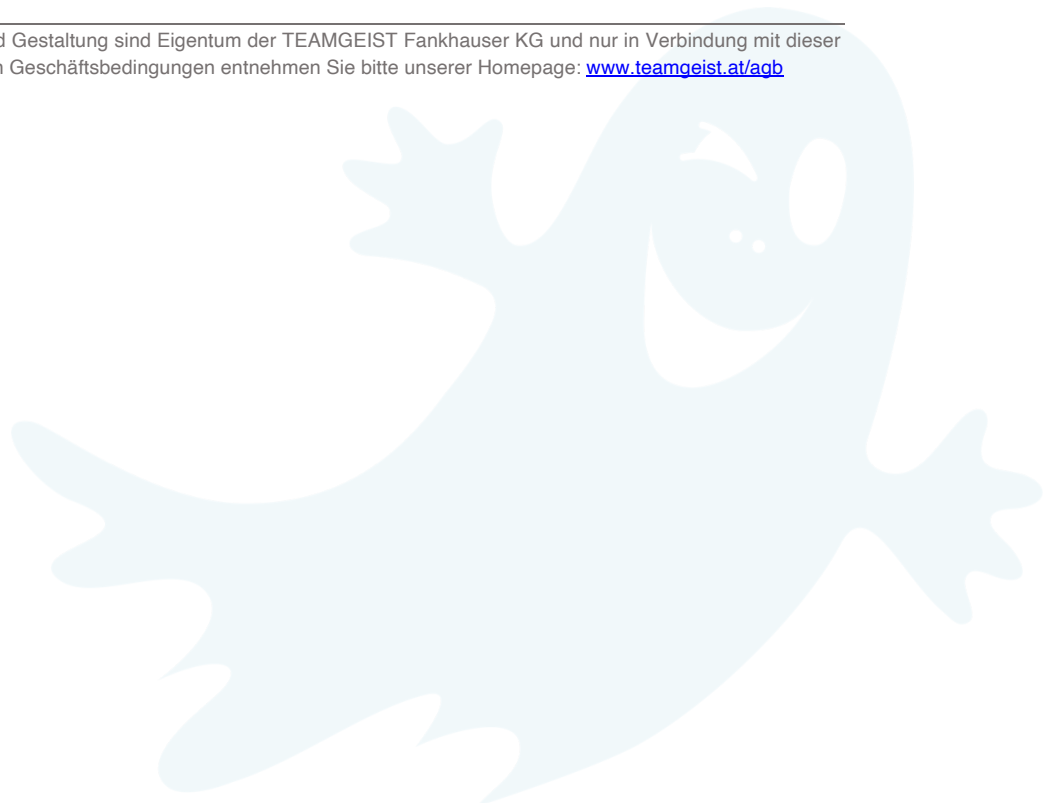 d Gestaltung sind Eigentum der TEAMGEIST Fankhauser KG und nur in Verbindung mit dieser
n Geschäftsbedingungen entnehmen Sie bitte unserer Homepage: www.teamgeist.at/agb